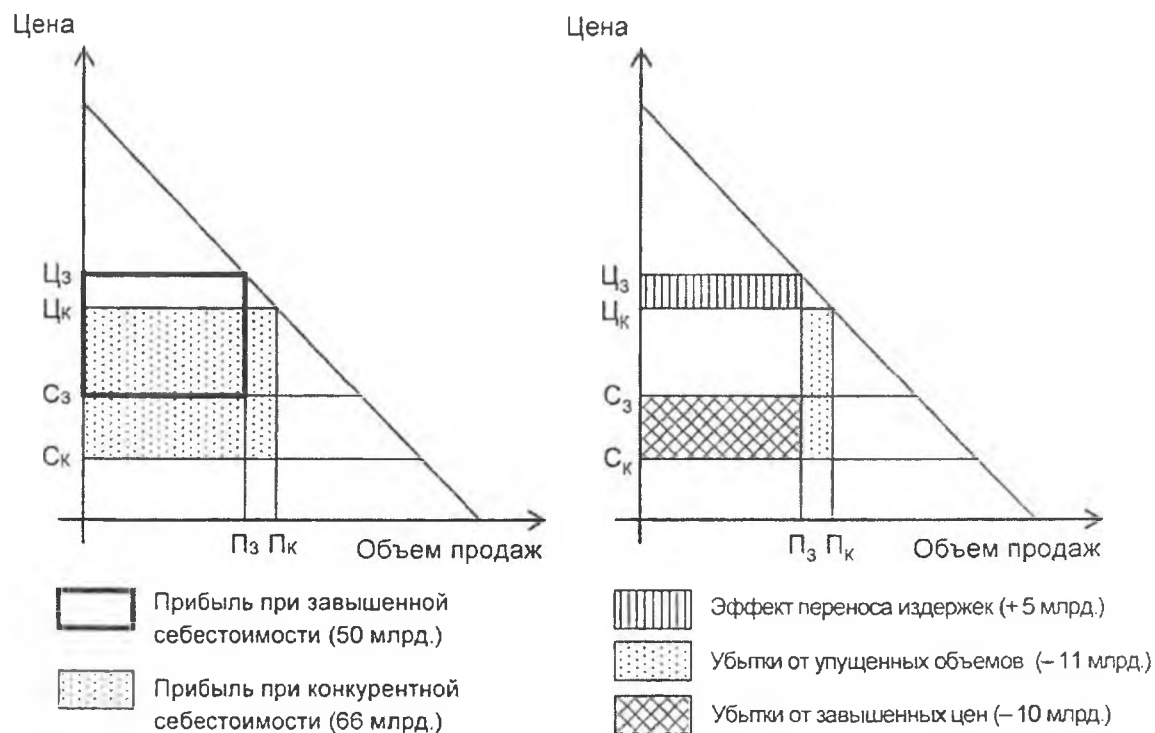 Цена
Цз
Цк
Сз
Ск
Пз Пк Объем продаж
Прибыль при завышенной
себестоимости (50 млрд.)
Прибыль при конкурентной
себестоимости (66 млрд.)
Цена
Цз
Цк
Сз
Ск
Пз Пк Объем продаж
Эффект переноса издержек (+ 5 млрд.)
Убытки от упущенных объемов (– 11 млрд.)
Убытки от завышенных цен (– 10 млрд.)